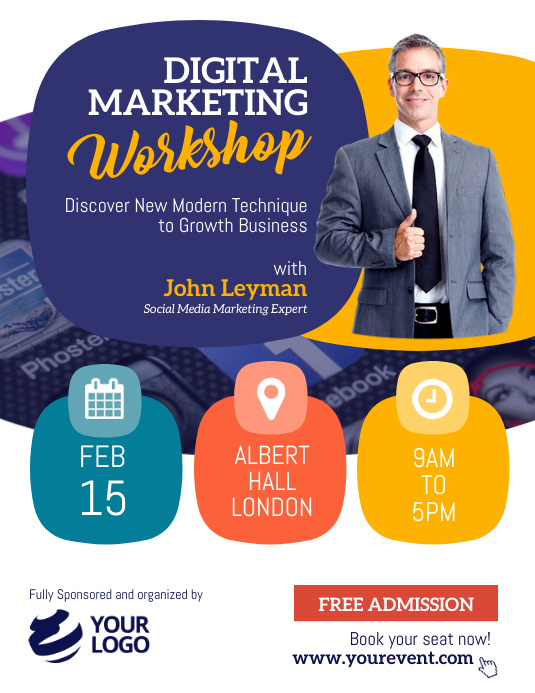 DIGITAL
MARKETING
Workshop
Discover New Modern Technique
to Growth Business
with
John Leyman
Social Media Marketing Expert
Phoster
ebook
FEB
15
ALBERT
HALL
LONDON
9AM
TO
5PM
Fully Sponsored and organized by
YOUR
LOGO
FREE ADMISSION
Book your seat now!
www.yourevent.com